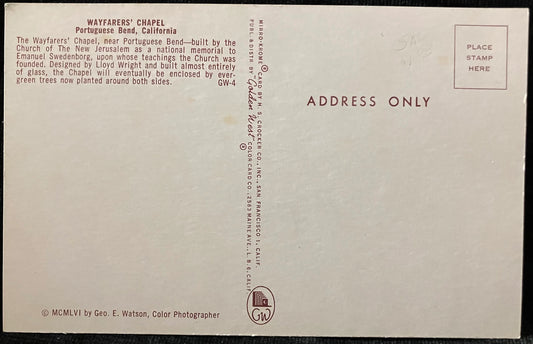 WAYFARERS' CHAPEL
Portuguese Bend, California
The Wayfarers' Chapel, near Portuguese Bend—built by the
Church of The New Jerusalem as a national memorial to
Emanuel Swedenborg, upon whose teachings the Church was
founded. Designed by Lloyd Wright and built almost entirely
of glass, the Chapel will eventually be enclosed by ever-
green trees now planted around both sides. GW-4
© MCMLVI by Geo. E. Watson, Color Photographer
MIRRO-KROME® CARD BY H. S. CROCKER CO., INC., SAN FRANCISCO 1, CALIF.
PUBL. & DISTR. BY "Golden West" COLOR CARD CO., 2563 MAINE AVE., L. B. 6, CALIF.
®
GW
ADDRESS ONLY
PLACE
STAMP
HERE